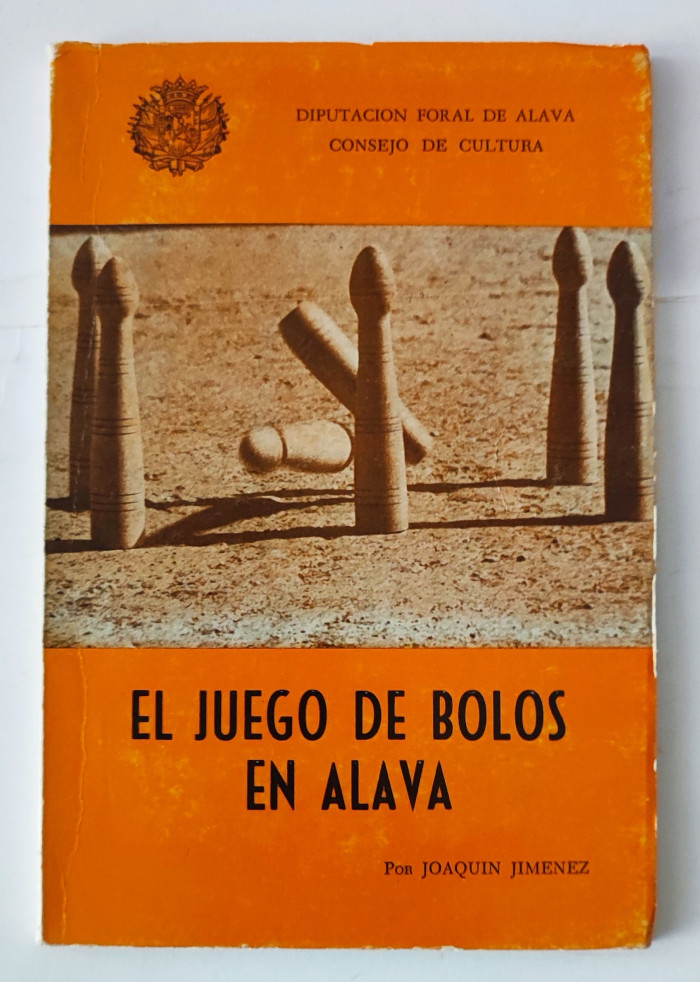 DIPUTACION FORAL DE ALAVA
CONSEJO DE CULTURA
EL JUEGO DE BOLOS
EN ALAVA
Por JOAQUIN JIMENEZ